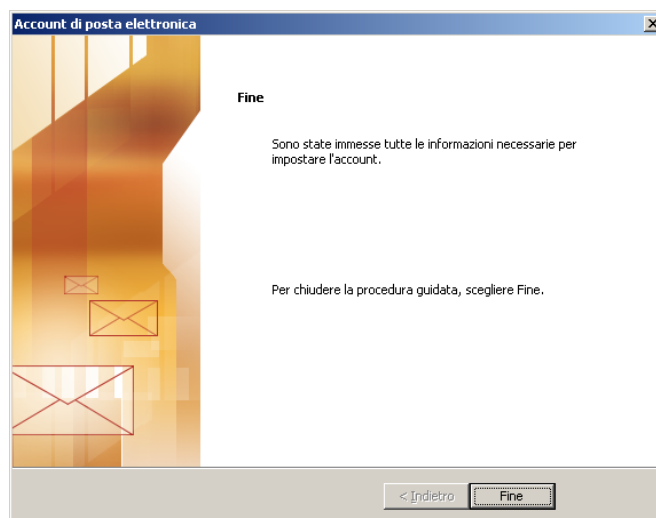 Account di posta elettronica
Fine
Sono state immesse tutte le informazioni necessarie per
impostare l'account.
Per chiudere la procedura guidata, scegliere Fine.
< Indietro
Fine